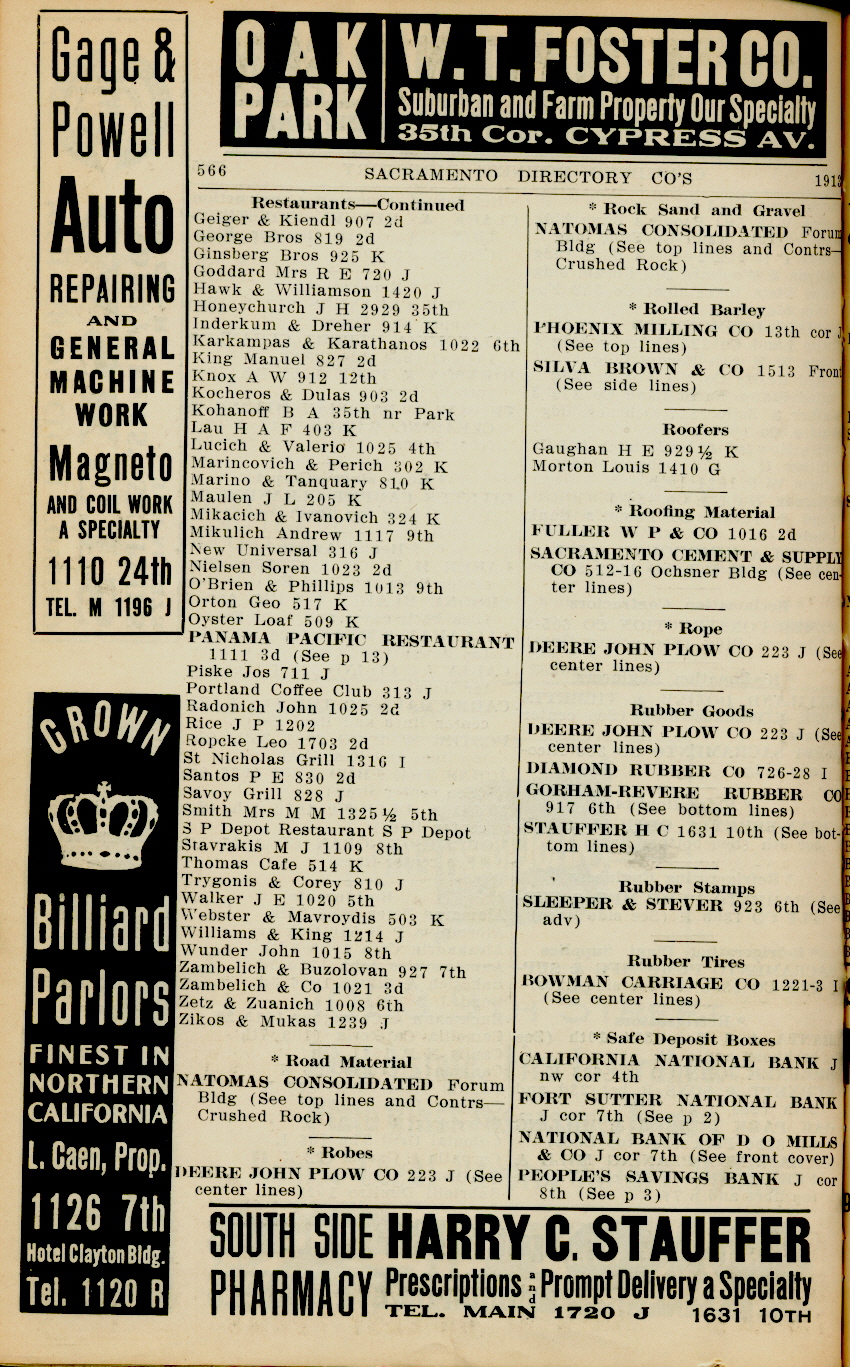 OAK PARK
W. T. FOSTER CO.
Suburban and Farm Property Our Specialty
35th Cor. CYPRESS AV.
Gage &
Powell
Auto
REPAIRING
AND
GENERAL
MACHINE
WORK
Magneto
AND COIL WORK
A SPECIALTY
1110 24th
TEL. M 1196 J
CROWN
Billiard
Parlors
FINEST IN
NORTHERN
CALIFORNIA
L. Caen, Prop.
1126 7th
Hotel Clayton Bldg.
Tel. 1120 R
566 SACRAMENTO DIRECTORY CO'S 1913
Restaurants—Continued
Geiger & Kiendl 907 2d
George Bros 819 2d
Ginsberg Bros 925 K
Goddard Mrs R E 720 J
Hawk & Williamson 1420 J
Honeychurch J H 2929 35th
Inderkum & Dreher 914 K
Karkampas & Karathanos 1022 6th
King Manuel 827 2d
Knox A W 912 12th
Kocheros & Dulas 903 2d
Kohanoff B A 35th nr Park
Lau H A F 403 K
Lucich & Valerio 1025 4th
Marincovich & Perich 302 K
Marino & Tanquary 810 K
Maulen J L 205 K
Mikacich & Ivanovich 324 K
Mikulich Andrew 1117 9th
New Universal 316 J
Nielsen Soren 1023 2d
O'Brien & Phillips 1013 9th
Orton Geo 517 K
Oyster Loaf 509 K
PANAMA PACIFIC RESTAURANT
1111 3d (See p 13)
Piske Jos 711 J
Portland Coffee Club 313 J
Radonich John 1025 2d
Rice J P 1202
Ropcke Leo 1703 2d
St Nicholas Grill 1316 I
Santos P E 830 2d
Savoy Grill 828 J
Smith Mrs M M 1325½ 5th
S P Depot Restaurant S P Depot
Stavrakis M J 1109 8th
Thomas Cafe 514 K
Trygonis & Corey 810 J
Walker J E 1020 5th
Webster & Mavroydis 503 K
Williams & King 1214 J
Wunder John 1015 8th
Zambelich & Buzolovan 927 7th
Zambelich & Co 1021 3d
Zetz & Zuanich 1008 6th
Zikos & Mukas 1239 J
* Road Material
NATOMAS CONSOLIDATED Forum
Bldg (See top lines and Contrs—
Crushed Rock)
* Robes
DEERE JOHN PLOW CO 223 J (See
center lines)
* Rock Sand and Gravel
NATOMAS CONSOLIDATED Forum
Bldg (See top lines and Contrs—
Crushed Rock)
* Rolled Barley
PHOENIX MILLING CO 13th cor J
(See top lines)
SILVA BROWN & CO 1513 Front
(See side lines)
Roofers
Gaughan H E 929½ K
Morton Louis 1410 G
* Roofing Material
FULLER W P & CO 1016 2d
SACRAMENTO CEMENT & SUPPLY
CO 512-16 Ochsner Bldg (See cen-
ter lines)
* Rope
DEERE JOHN PLOW CO 223 J (See
center lines)
Rubber Goods
DEERE JOHN PLOW CO 223 J (See
center lines)
DIAMOND RUBBER CO 726-28 I
GORHAM-REVERE RUBBER CO
917 6th (See bottom lines)
STAUFFER H C 1631 10th (See bot-
tom lines)
Rubber Stamps
SLEEPER & STEVER 923 6th (See
adv)
Rubber Tires
BOWMAN CARRIAGE CO 1221-3 I
(See center lines)
* Safe Deposit Boxes
CALIFORNIA NATIONAL BANK J
nw cor 4th
FORT SUTTER NATIONAL BANK
J cor 7th (See p 2)
NATIONAL BANK OF D O MILLS
& CO J cor 7th (See front cover)
PEOPLE'S SAVINGS BANK J cor
8th (See p 3)
SOUTH SIDE
PHARMACY
HARRY C. STAUFFER
Prescriptions and Prompt Delivery a Specialty
TEL. MAIN 1720 J 1631 10TH